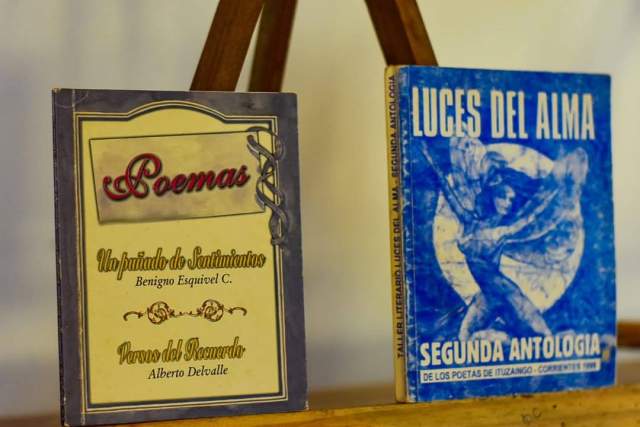 Poemas
Un puñado de Sentimientos
Benigno Esquivel C.
Versos del Recuerdo
Alberto Delvalle
TALLER LITERARIO LUCES DEL ALMA - SEGUNDA ANTOLOGIA
LUCES DEL ALMA
SEGUNDA ANTOLOGIA
DE LOS POETAS DE ITUZAINGO - CORRIENTES